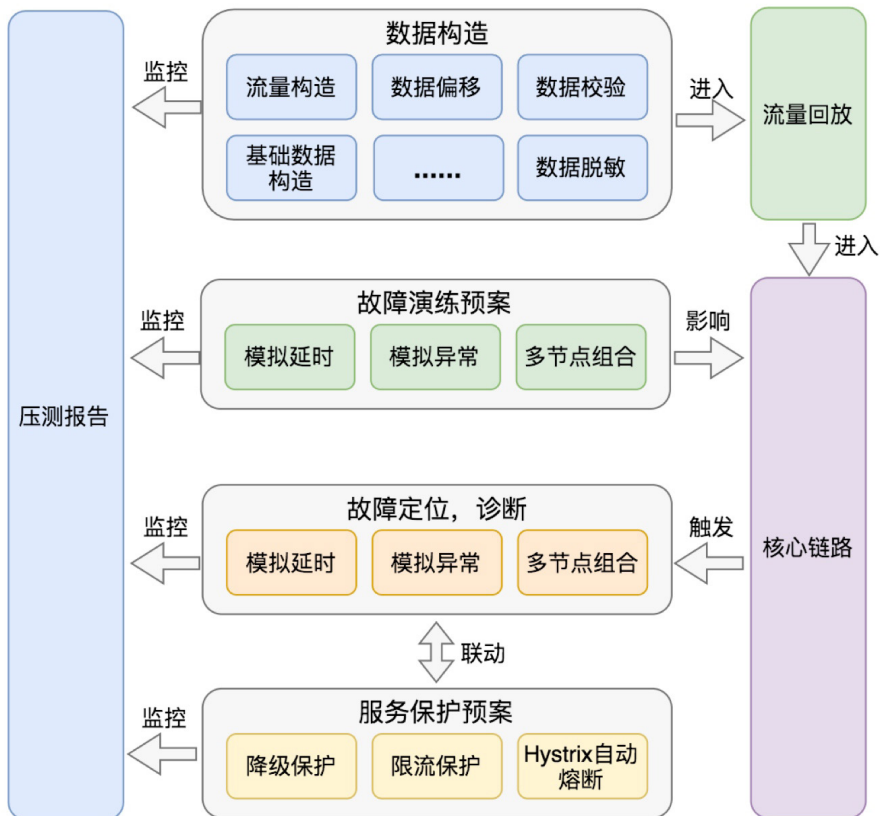 数据构造
监控
流量构造
数据偏移
数据校验
进入
流量回放
基础数据
构造
......
数据脱敏
进入
故障演练预案
监控
模拟延时
模拟异常
多节点组合
影响
压测报告
故障定位，诊断
监控
模拟延时
模拟异常
多节点组合
触发
核心链路
联动
服务保护预案
监控
降级保护
限流保护
Hystrix自动
熔断